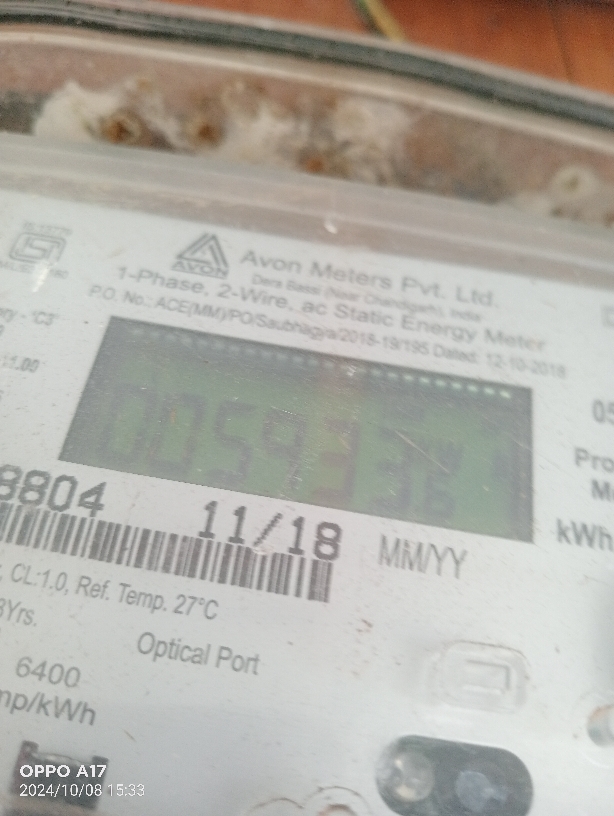 AVON
Avon Meters Pvt. Ltd.
Dera Bassi (Near Chandigarh), India
1-Phase, 2-Wire, ac Static Energy Meter
P.O. No.: ACE(MM)/PO/Saubhagya/2018-19/195 Dated: 12-10-2018
8804 11/18 MM/YY
kWh
CL:1.0, Ref. Temp. 27°C
Yrs.
Optical Port
6400
mp/kWh
OPPO A17
2024/10/08 15:33